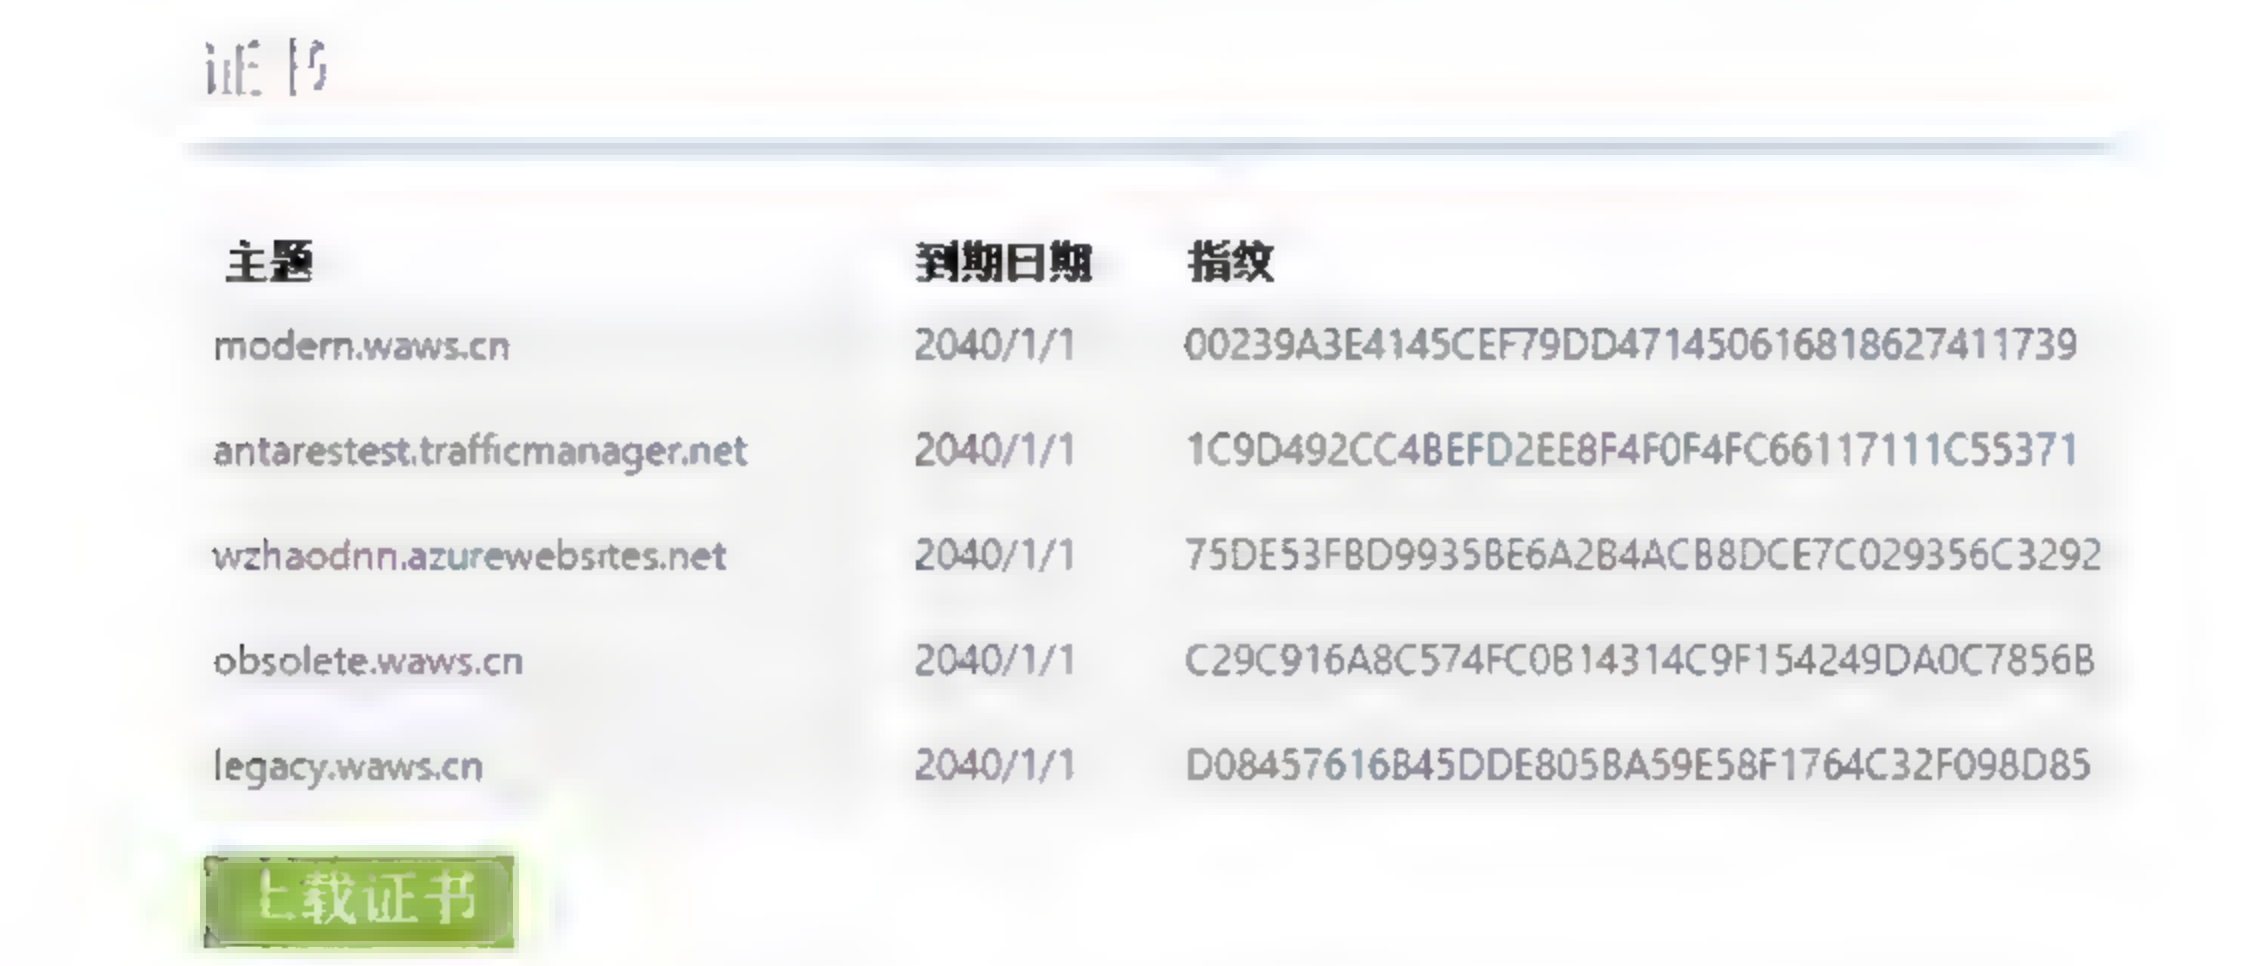 证书
主题 到期日期 指纹
modern.waws.cn 2040/1/1 00239A3E4145CEF79DD471450616818627411739
antarestest.trafficmanager.net 2040/1/1 1C9D492CC4BEFD2EE8F4F0F4FC66117111C55371
wzhaodnn.azurewebsites.net 2040/1/1 75DE53FBD9935BE6A2B4ACB8DCE7C029356C3292
obsolete.waws.cn 2040/1/1 C29C916A8C574FC0B14314C9F154249DA0C7856B
legacy.waws.cn 2040/1/1 D08457616B45DDE805BA59E58F1764C32F098D85
上载证书